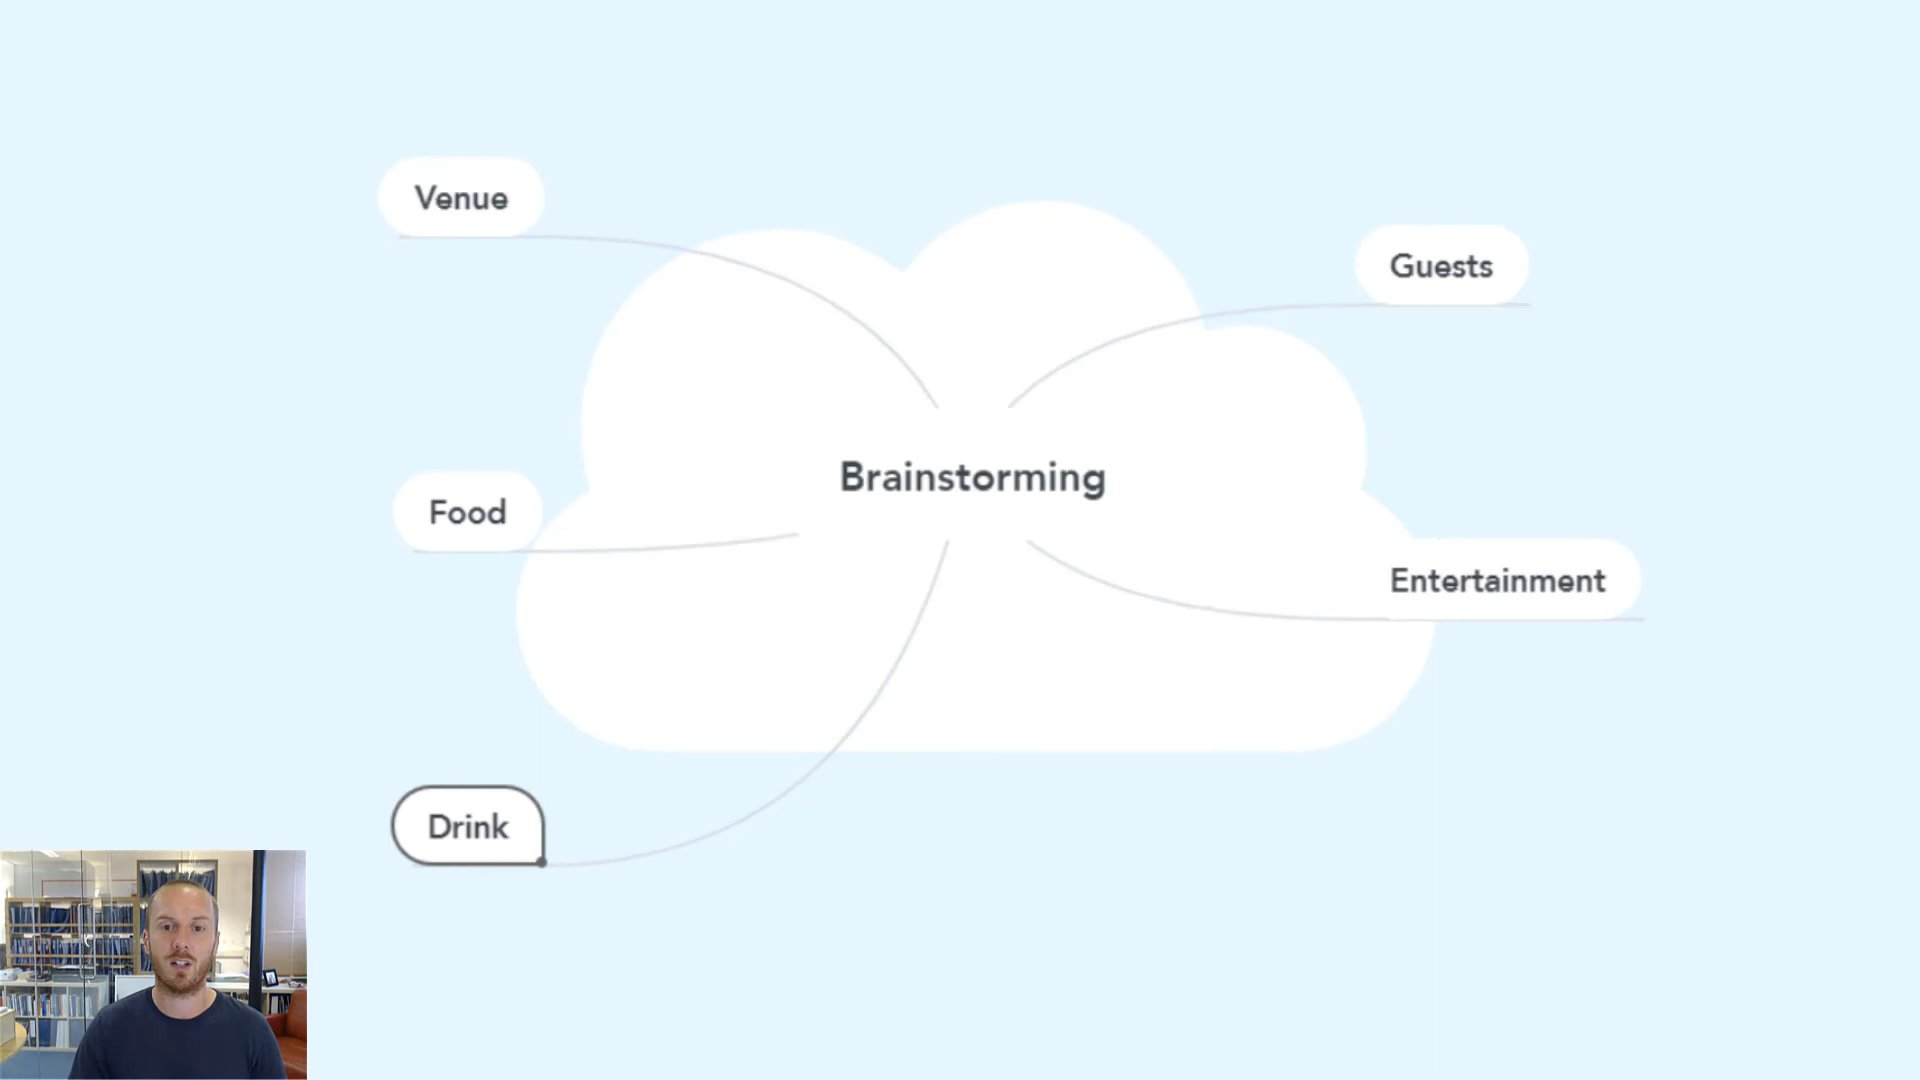 Venue
Guests
Brainstorming
Food
Entertainment
Drink